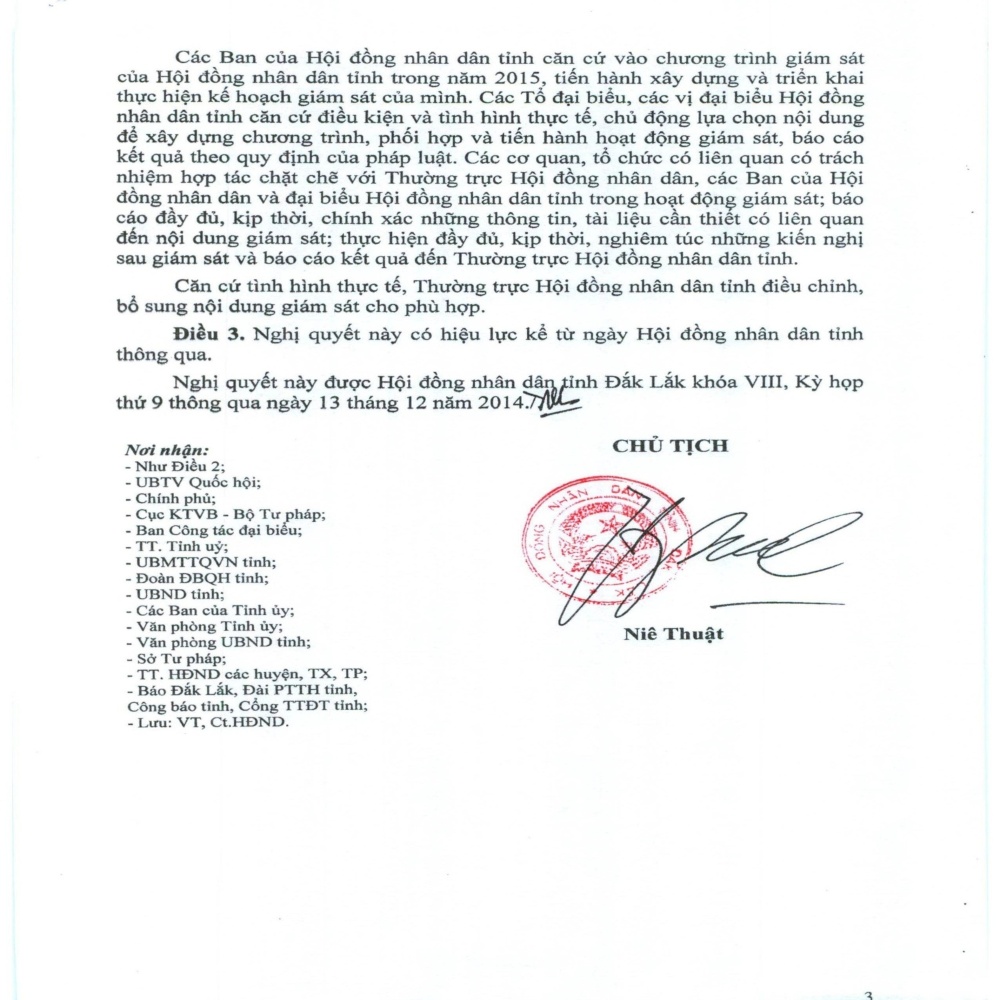 Các Ban của Hội đồng nhân dân tỉnh căn cứ vào chương trình giám sát
của Hội đồng nhân dân tỉnh trong năm 2015, tiến hành xây dựng và triển khai
thực hiện kế hoạch giám sát của mình. Các Tổ đại biểu, các vị đại biểu Hội đồng
nhân dân tỉnh căn cứ điều kiện và tình hình thực tế, chủ động lựa chọn nội dung
để xây dựng chương trình, phối hợp và tiến hành hoạt động giám sát, báo cáo
kết quả theo quy định của pháp luật. Các cơ quan, tổ chức có liên quan có trách
nhiệm hợp tác chặt chẽ với Thường trực Hội đồng nhân dân, các Ban của Hội
đồng nhân dân và đại biểu Hội đồng nhân dân tỉnh trong hoạt động giám sát; báo
cáo đầy đủ, kịp thời, chính xác những thông tin, tài liệu cần thiết có liên quan
đến nội dung giám sát; thực hiện đầy đủ, kịp thời, nghiêm túc những kiến nghị
sau giám sát và báo cáo kết quả đến Thường trực Hội đồng nhân dân tỉnh.
Căn cứ tình hình thực tế, Thường trực Hội đồng nhân dân tỉnh điều chỉnh,
bổ sung nội dung giám sát cho phù hợp.
Điều 3. Nghị quyết này có hiệu lực kể từ ngày Hội đồng nhân dân tỉnh
thông qua.
Nghị quyết này được Hội đồng nhân dân tỉnh Đắk Lắk khóa VIII, Kỳ họp
thứ 9 thông qua ngày 13 tháng 12 năm 2014./.
Nơi nhận:
- Như Điều 2;
- UBTV Quốc hội;
- Chính phủ;
- Cục KTVB - Bộ Tư pháp;
- Ban Công tác đại biểu;
- TT. Tỉnh uỷ;
- UBMTTQVN tỉnh;
- Đoàn ĐBQH tỉnh;
- UBND tỉnh;
- Các Ban của Tỉnh ủy;
- Văn phòng Tỉnh ủy;
- Văn phòng UBND tỉnh;
- Sở Tư pháp;
- TT. HĐND các huyện, TX, TP;
- Báo Đắk Lắk, Đài PTTH tỉnh,
Công báo tỉnh, Cổng TTĐT tỉnh;
- Lưu: VT, Ct.HĐND.
CHỦ TỊCH
HỘI ĐỒNG NHÂN DÂN TỈNH
Niê Thuật
3